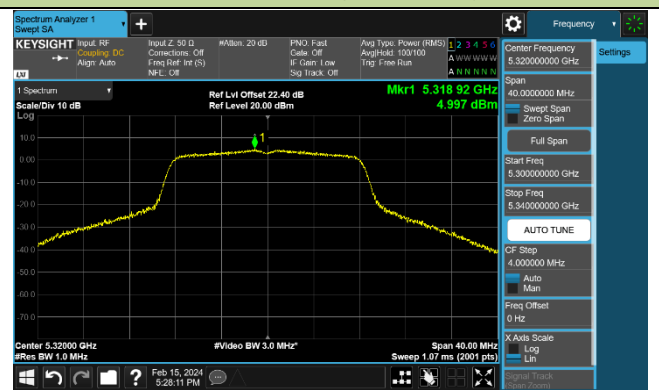 Spectrum Analyzer 1
Swept SA
Frequency
KEYSIGHT
Input: RF
Coupling: DC
Align: Auto
Input Z: 50 Ω
Corrections: Off
Freq Ref: Int (S)
NFE: Off
#Atten: 20 dB
PNO: Fast
Gate: Off
IF Gain: Low
Sig Track: Off
Avg Type: Power (RMS)
Avg|Hold: 100/100
Trig: Free Run
1 2 3 4 5 6
A W W W W W
A N N N N N
LXI
1 Spectrum
Scale/Div 10 dB
Log
Ref Lvl Offset 22.40 dB
Ref Level 20.00 dBm
Mkr1 5.318 92 GHz
4.997 dBm
1
10.0
0.00
-10.0
-20.0
-30.0
-40.0
-50.0
-60.0
-70.0
Center 5.32000 GHz
#Res BW 1.0 MHz
#Video BW 3.0 MHz*
Span 40.00 MHz
Sweep 1.07 ms (2001 pts)
Center Frequency
5.320000000 GHz
Settings
Span
40.0000000 MHz
Swept Span
Zero Span
Full Span
Start Freq
5.300000000 GHz
Stop Freq
5.340000000 GHz
AUTO TUNE
CF Step
4.000000 MHz
Auto
Man
Freq Offset
0 Hz
X Axis Scale
Log
Lin
Signal Track
(Span Zoom)
?
Feb 15, 2024
5:28:11 PM